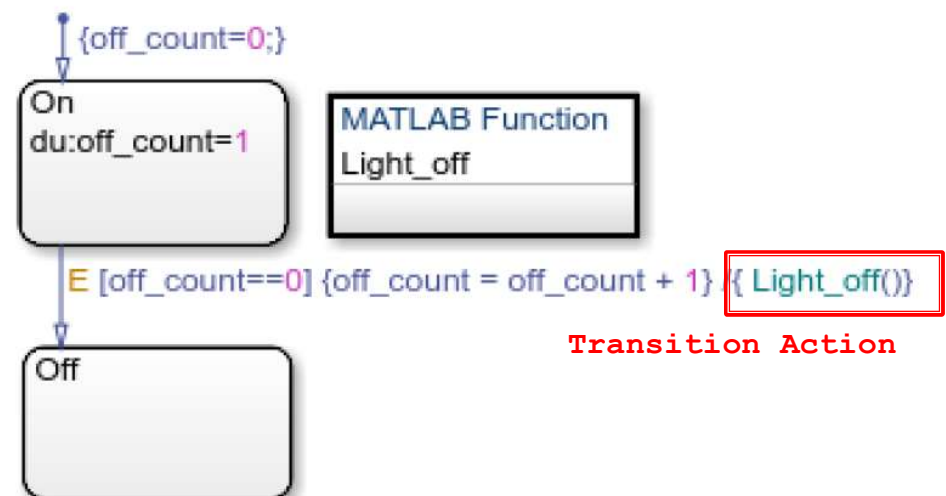 {off_count=0;}
On
du:off_count=1
MATLAB Function
Light_off
E [off_count==0] {off_count = off_count + 1} /{ Light_off()}
Transition Action
Off